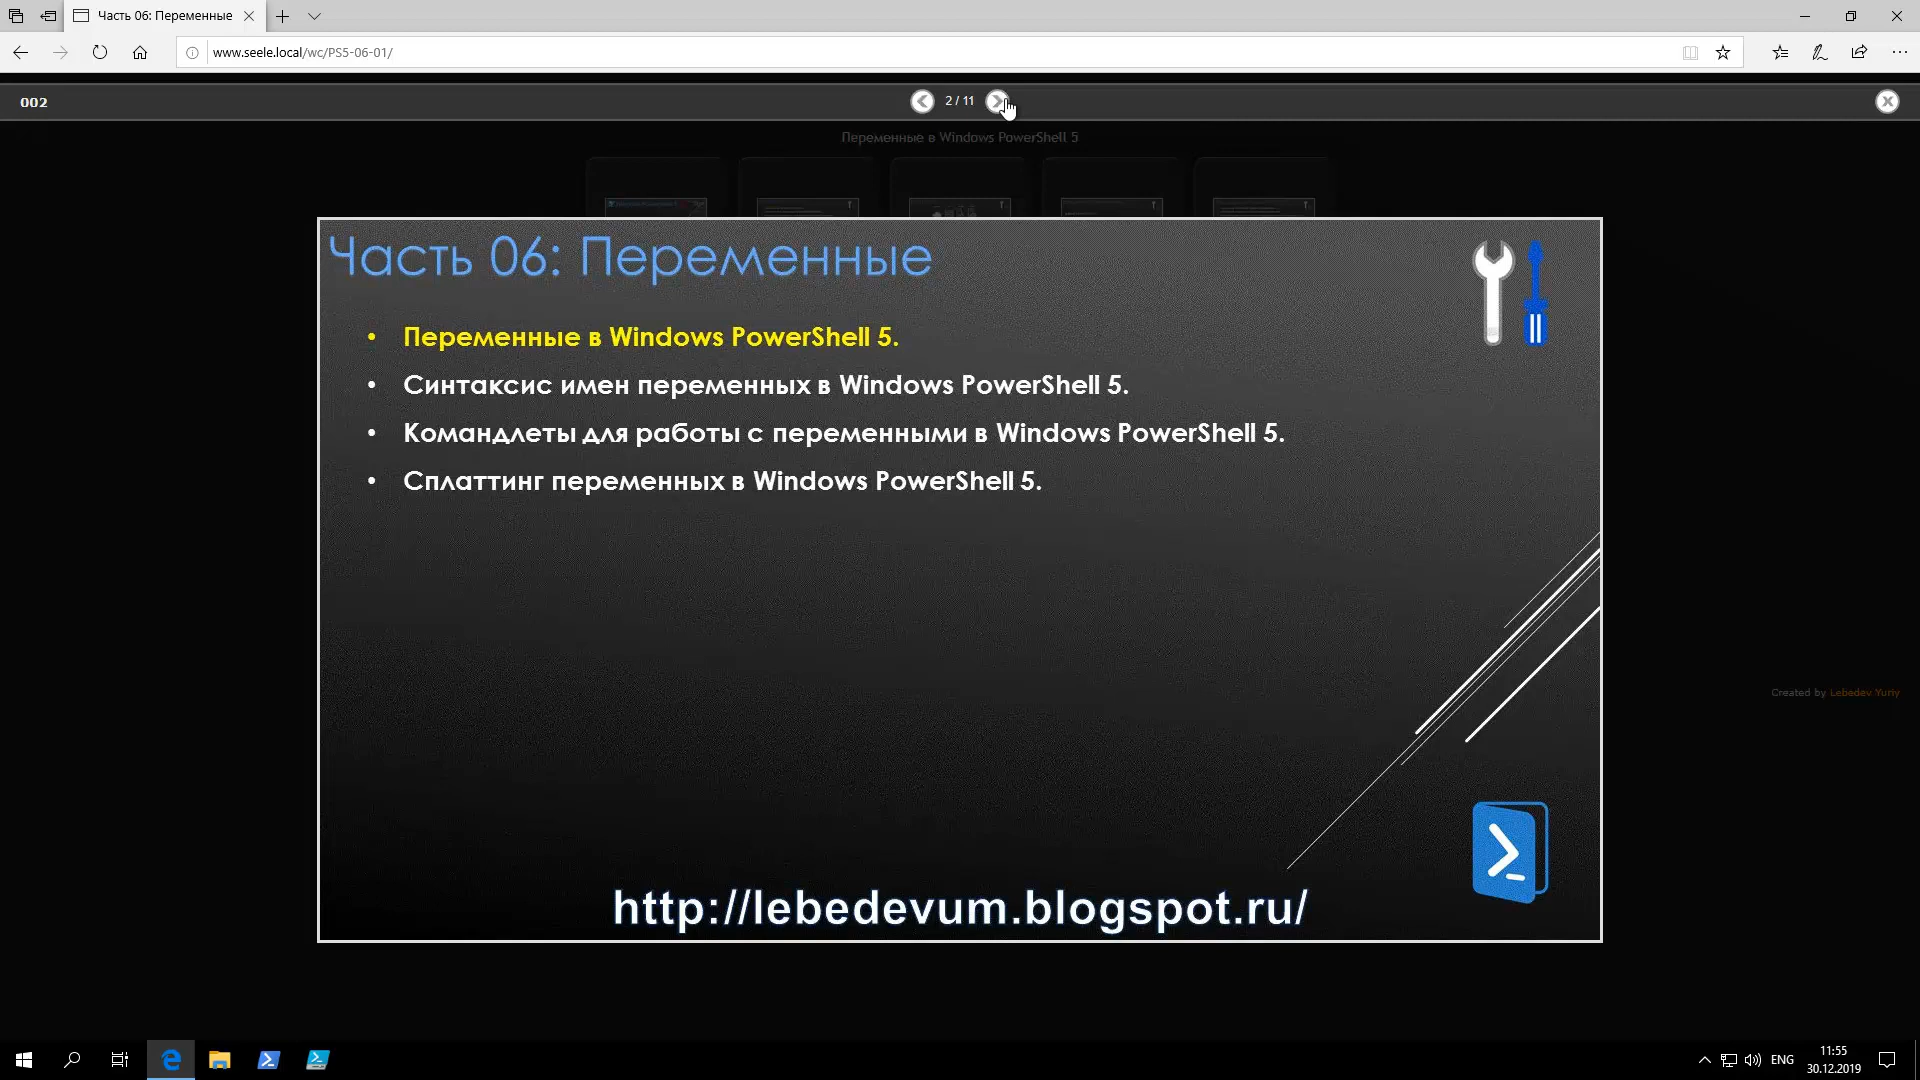 Часть 06: Переменные
www.seele.local/wc/PS5-06-01/
002
2 / 11
Переменные в Windows PowerShell 5
Часть 06: Переменные
• Переменные в Windows PowerShell 5.
• Синтаксис имен переменных в Windows PowerShell 5.
• Командлеты для работы с переменными в Windows PowerShell 5.
• Сплаттинг переменных в Windows PowerShell 5.
Created by Lebedev Yuriy
http://lebedevum.blogspot.ru/
ENG
11:55
30.12.2019